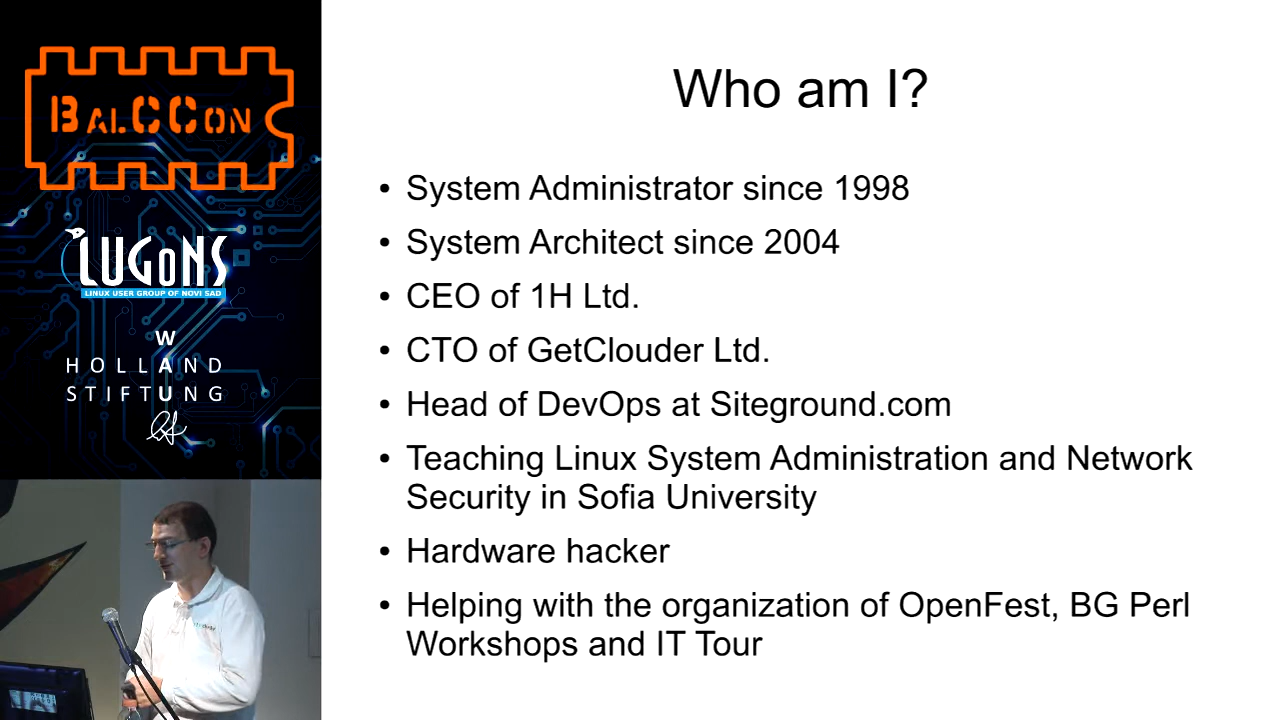 BALCCON
LUGONS
LINUX USER GROUP OF NOVI SAD
W
HOLLAND
STIFTUNG
Who am I?
• System Administrator since 1998
• System Architect since 2004
• CEO of 1H Ltd.
• CTO of GetClouder Ltd.
• Head of DevOps at Siteground.com
• Teaching Linux System Administration and Network
Security in Sofia University
• Hardware hacker
• Helping with the organization of OpenFest, BG Perl
Workshops and IT Tour